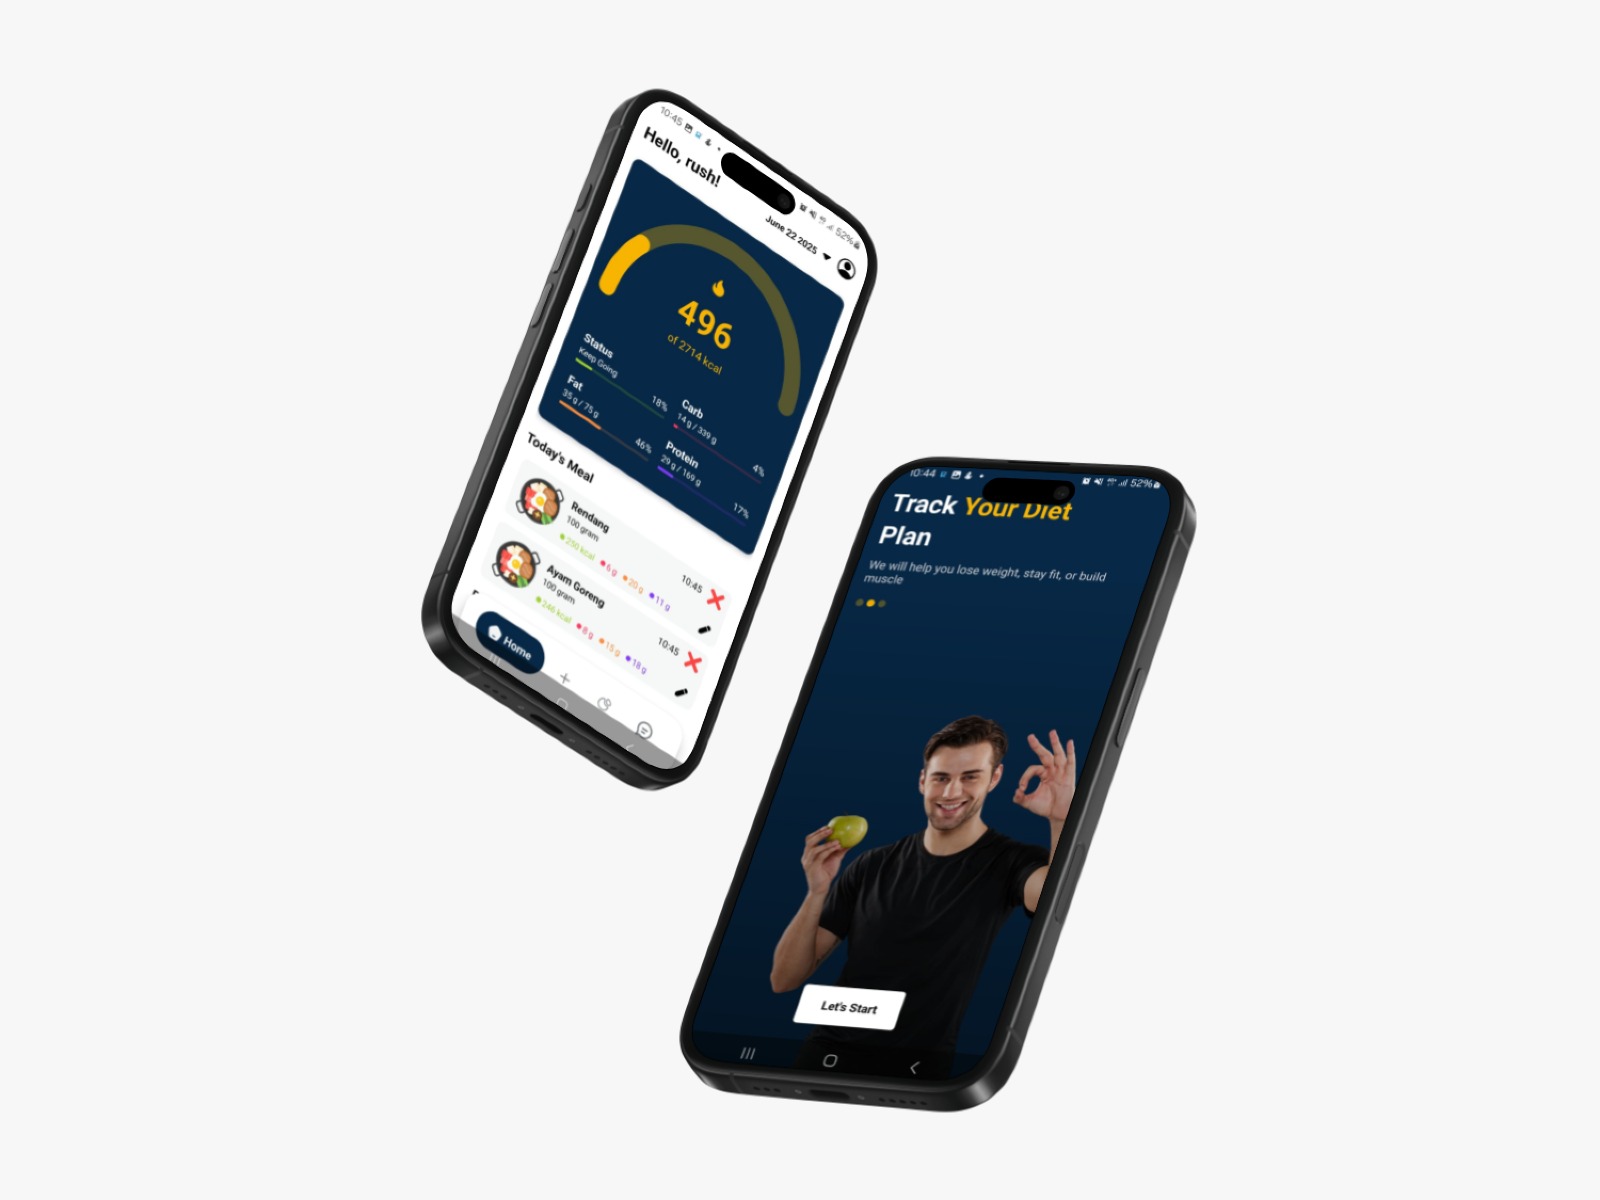 10:45
52%
Hello, rush!
June 22 2025
496
of 2714 kcal
Status
Keep Going
18%
Carb
14 g / 339 g
4%
Fat
35 g / 75 g
46%
Protein
29 g / 169 g
17%
Today's Meal
Rendang
100 gram
250 kcal 6 g 20 g 11 g
10:45
Ayam Goreng
100 gram
246 kcal 8 g 15 g 18 g
10:45
Home
10:44
52%
Track Your Diet
Plan
We will help you lose weight, stay fit, or build
muscle
Let's Start